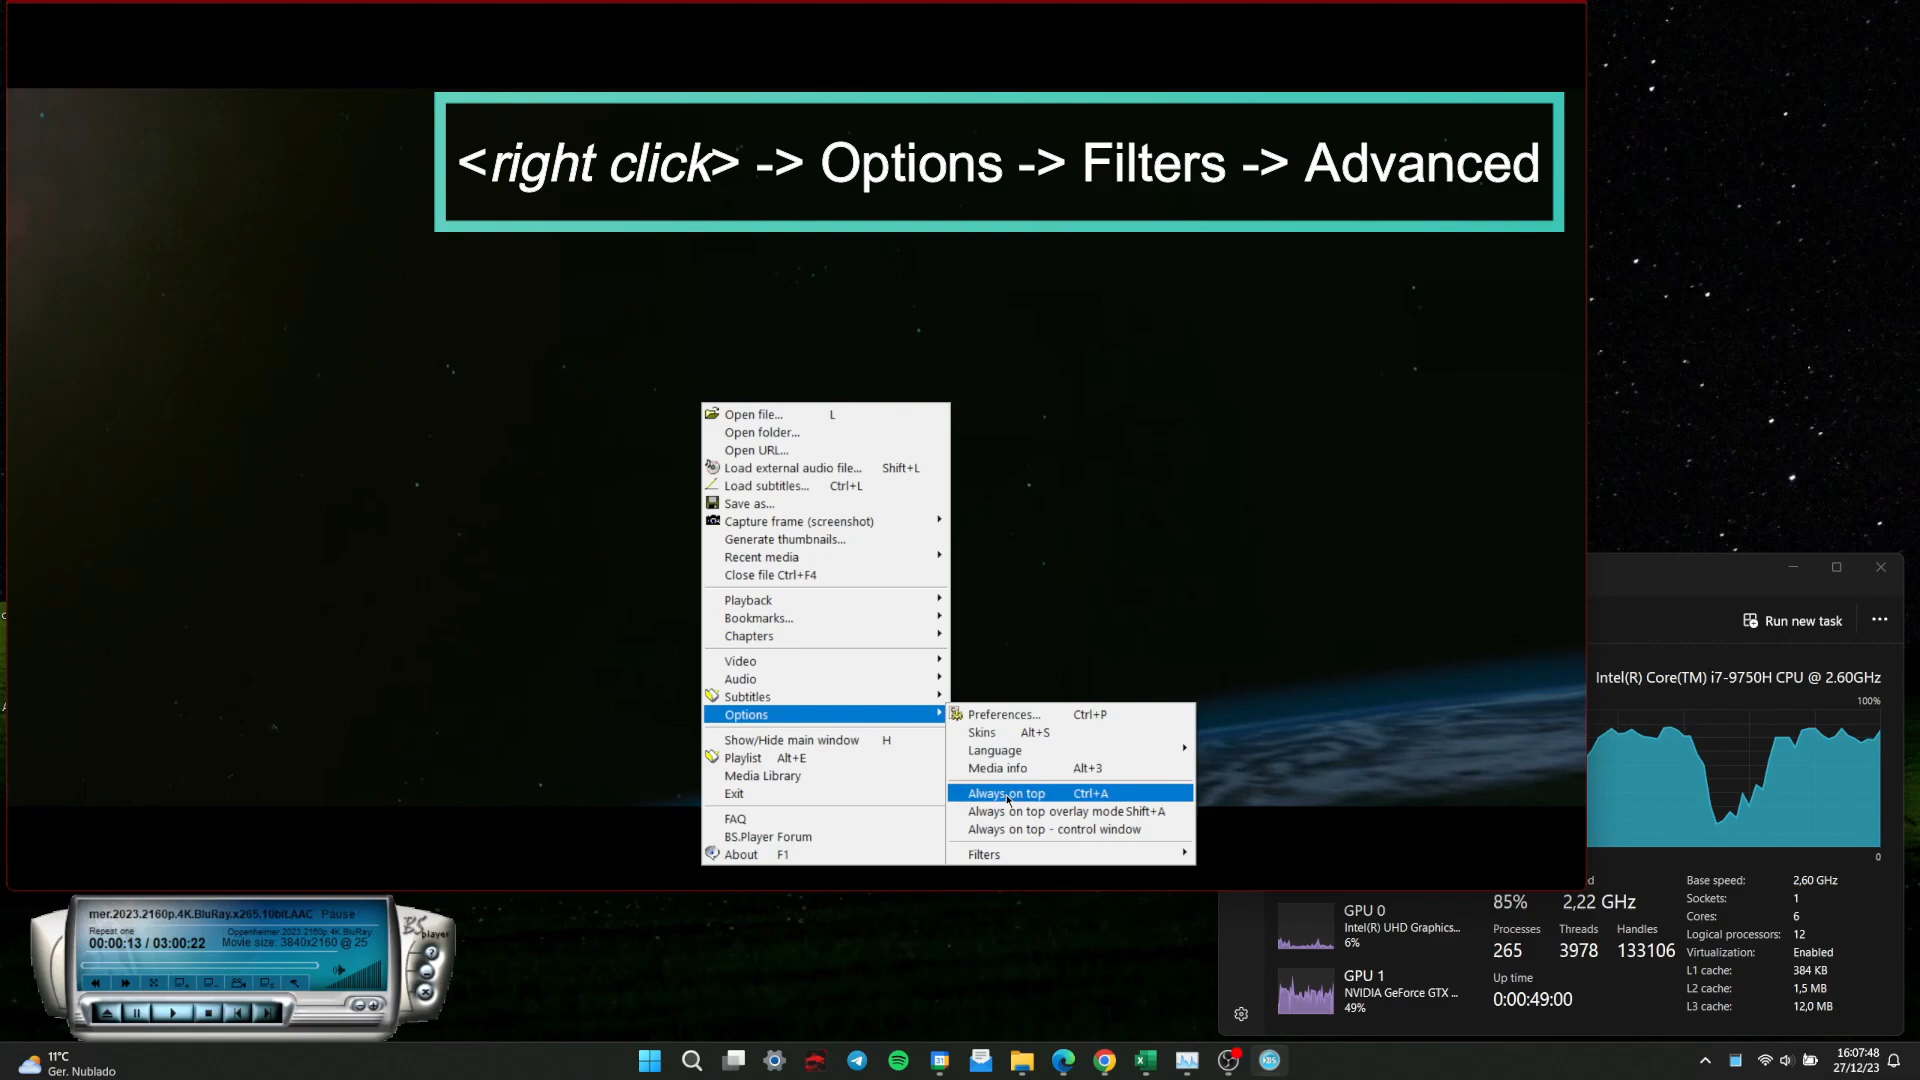 <right click> -> Options -> Filters -> Advanced
Open file... L
Open folder...
Open URL...
Load external audio file... Shift+L
Load subtitles... Ctrl+L
Save as...
Capture frame (screenshot)
Generate thumbnails...
Recent media
Close file Ctrl+F4
Playback
Bookmarks...
Chapters
Video
Audio
Subtitles
Options
Show/Hide main window H
Playlist Alt+E
Media Library
Exit
FAQ
BS.Player Forum
About F1
Preferences... Ctrl+P
Skins Alt+S
Language
Media info Alt+3
Always on top Ctrl+A
Always on top overlay mode Shift+A
Always on top - control window
Filters
Run new task
Intel(R) Core(TM) i7-9750H CPU @ 2.60GHz
100%
0
85% 2,22 GHz
Processes Threads Handles
265 3978 133106
Up time
0:00:49:00
Base speed: 2,60 GHz
Sockets: 1
Cores: 6
Logical processors: 12
Virtualization: Enabled
L1 cache: 384 KB
L2 cache: 1,5 MB
L3 cache: 12,0 MB
GPU 0
Intel(R) UHD Graphics...
6%
GPU 1
NVIDIA GeForce GTX ...
49%
mer.2023.2160p.4K.BluRay.x265.10bit.AAC Pause
Repeat one Oppenheimer.2023.2160p.4K.BluRay.
00:00:13 / 03:00:22 Movie size: 3840x2160 @ 25
BS player
11°C
Ger. Nublado
16:07:48
27/12/23